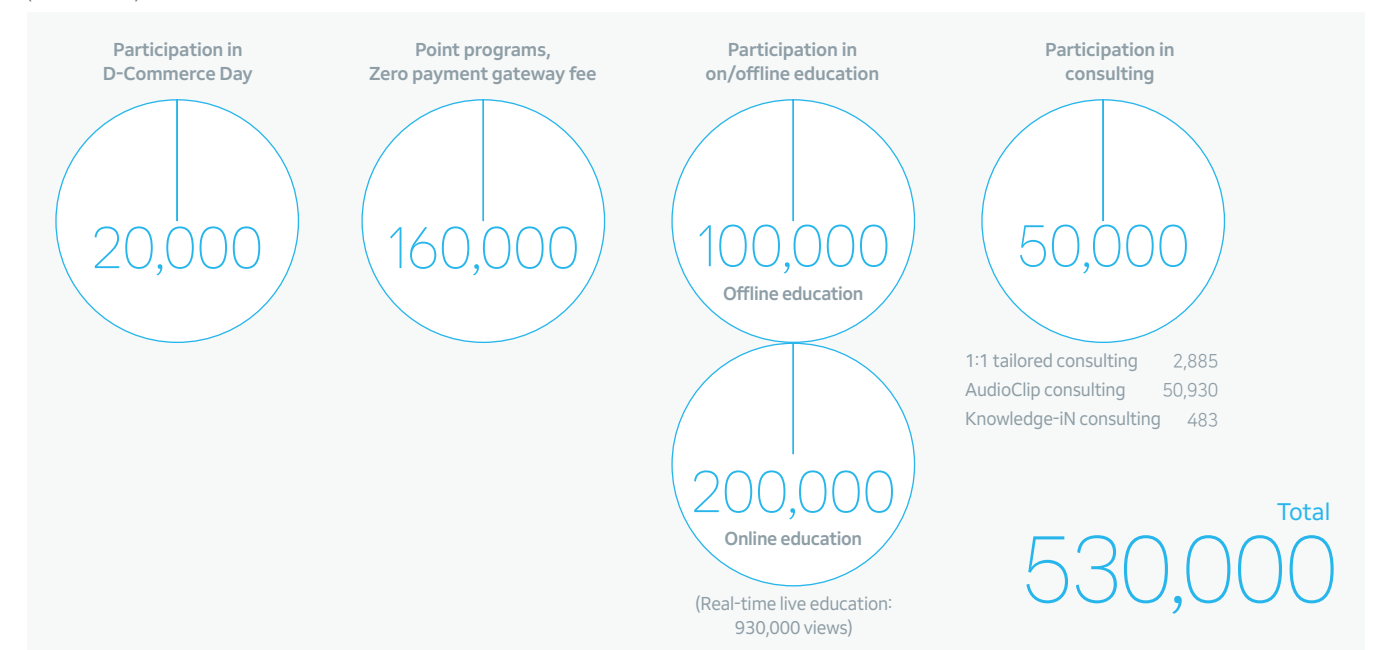 Participation in
D-Commerce Day
20,000
Point programs,
Zero payment gateway fee
160,000
Participation in
on/offline education
100,000
Offline education
200,000
Online education
(Real-time live education:
930,000 views)
Participation in
consulting
50,000
1:1 tailored consulting 2,885
AudioClip consulting 50,930
Knowledge-iN consulting 483
Total
530,000